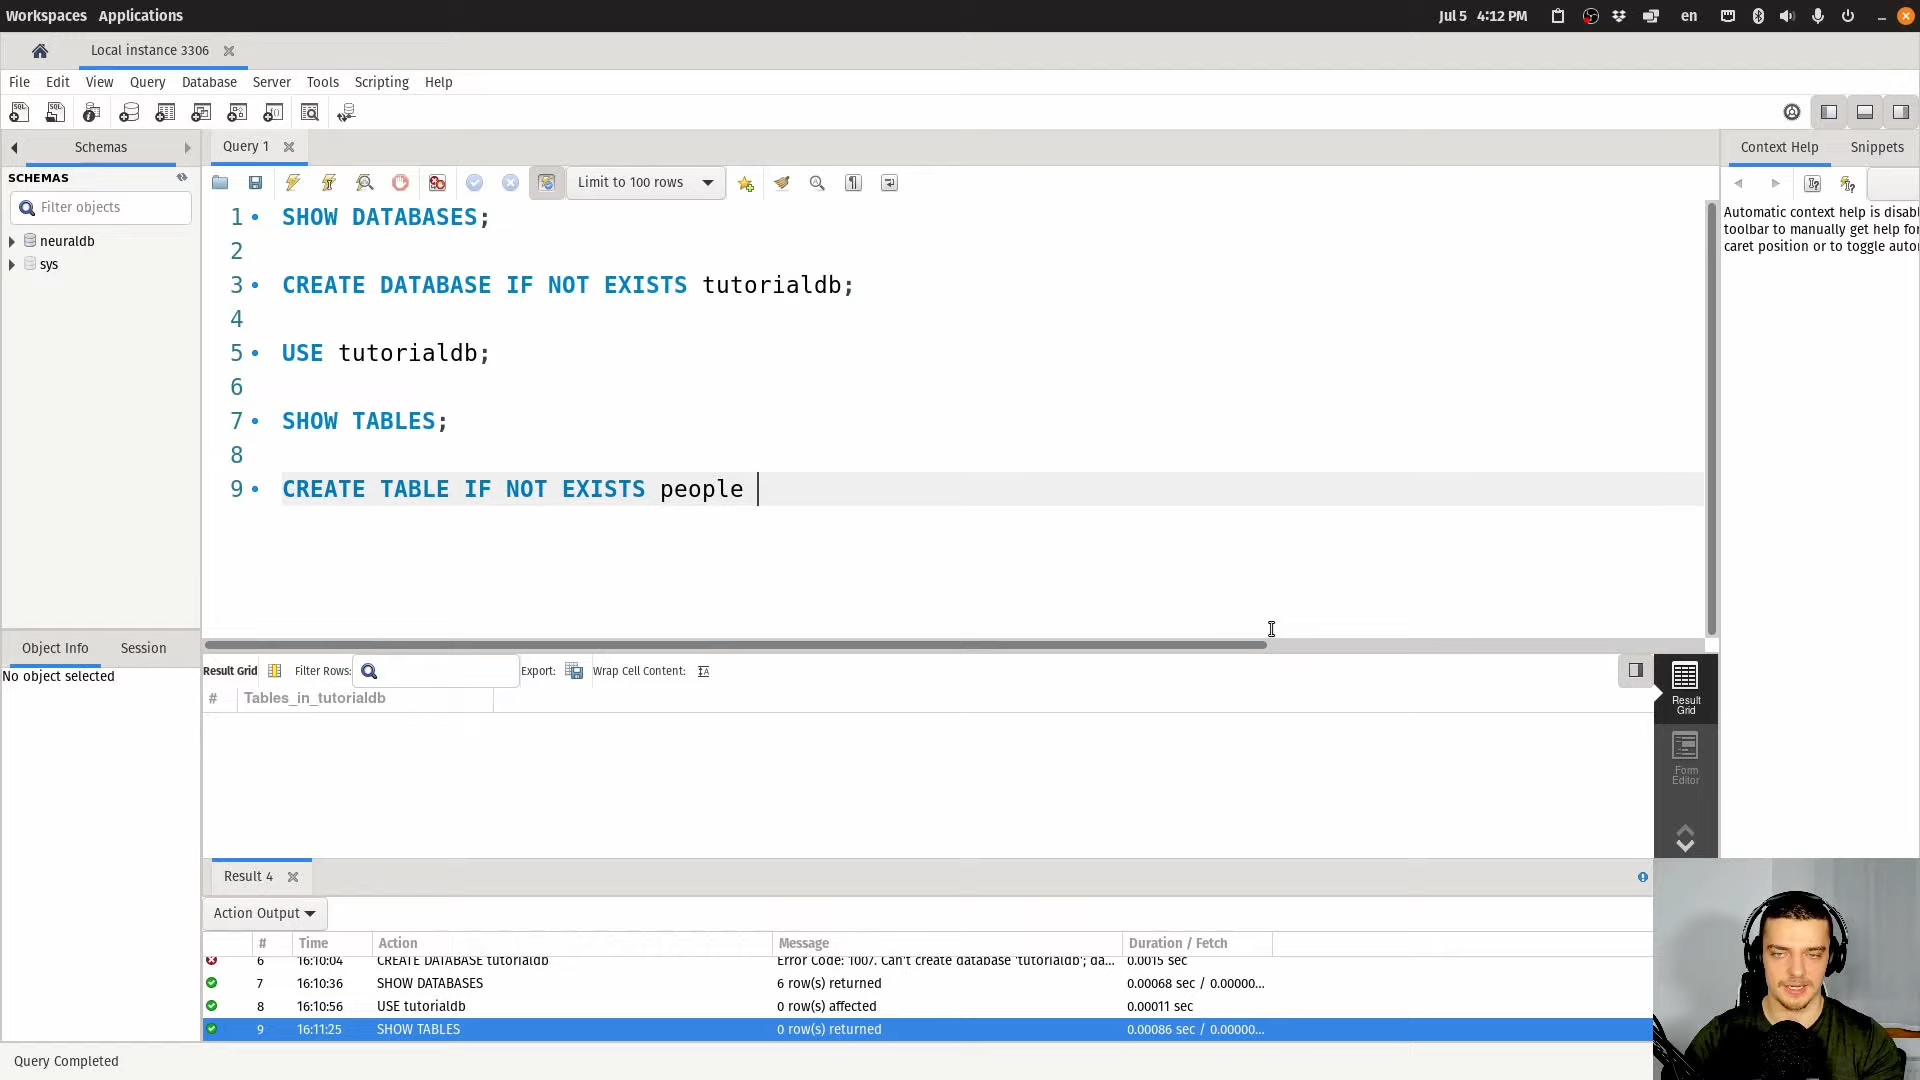 Workspaces Applications
Jul 5 4:12 PM
en
Local instance 3306
File Edit View Query Database Server Tools Scripting Help
Schemas
Query 1
Context Help Snippets
SCHEMAS
Limit to 100 rows
Filter objects
neuraldb
sys
1 SHOW DATABASES;
2
3 CREATE DATABASE IF NOT EXISTS tutorialdb;
4
5 USE tutorialdb;
6
7 SHOW TABLES;
8
9 CREATE TABLE IF NOT EXISTS people
Automatic context help is disabl
toolbar to manually get help for
caret position or to toggle auto
Object Info Session
No object selected
Result Grid Filter Rows: Export: Wrap Cell Content:
# Tables_in_tutorialdb
Result
Grid
Form
Editor
Result 4
Action Output
# Time Action Message Duration / Fetch
6 16:10:04 CREATE DATABASE tutorialdb Error Code: 1007. Can't create database 'tutorialdb'; da... 0.0015 sec
7 16:10:36 SHOW DATABASES 6 row(s) returned 0.00068 sec / 0.00000...
8 16:10:56 USE tutorialdb 0 row(s) affected 0.00011 sec
9 16:11:25 SHOW TABLES 0 row(s) returned 0.00086 sec / 0.00000...
Query Completed